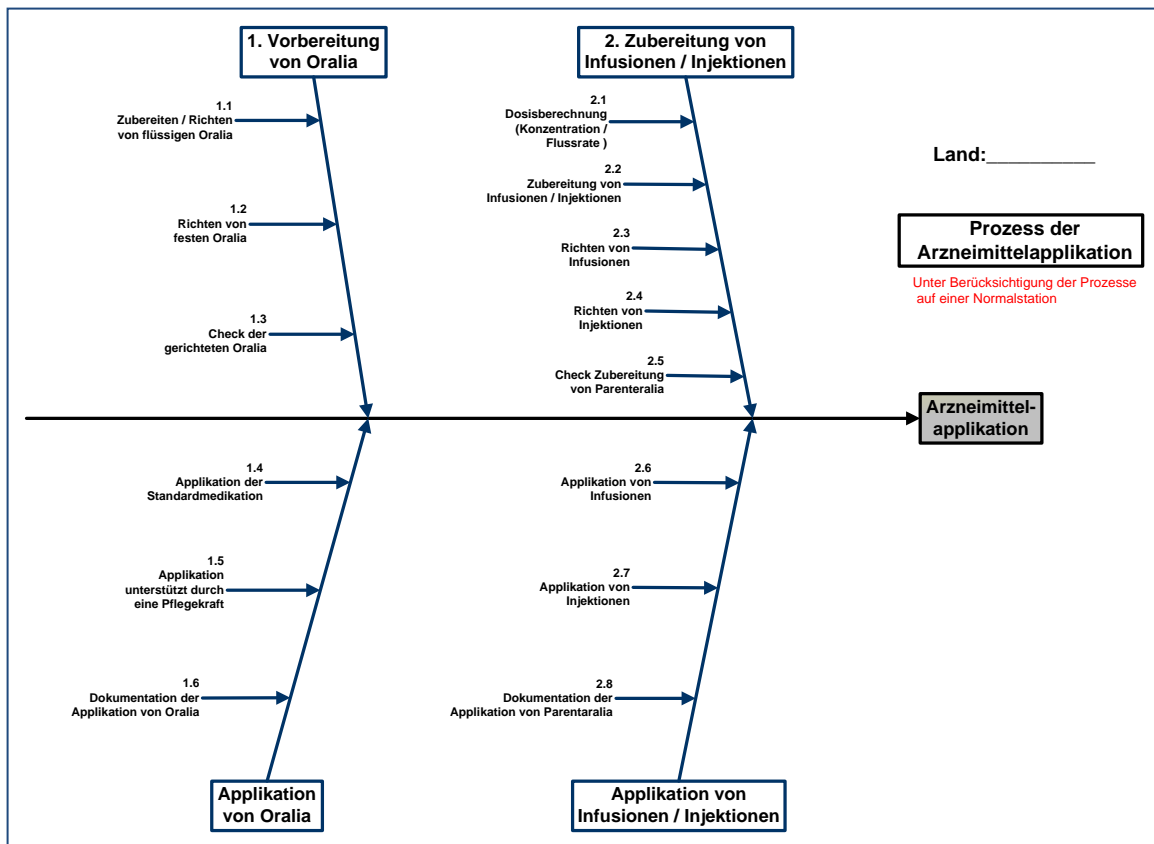 1. Vorbereitung
von Oralia
2. Zubereitung von
Infusionen / Injektionen
1.1
Zubereiten / Richten
von flüssigen Oralia
1.2
Richten von
festen Oralia
1.3
Check der
gerichteten Oralia
2.1
Dosisberechnung
(Konzentration /
Flussrate )
2.2
Zubereitung von
Infusionen / Injektionen
2.3
Richten von
Infusionen
2.4
Richten von
Injektionen
2.5
Check Zubereitung
von Parenteralia
Land:__________
Prozess der
Arzneimittelapplikation
Unter Berücksichtigung der Prozesse
auf einer Normalstation
Arzneimittel-
applikation
1.4
Applikation der
Standardmedikation
1.5
Applikation
unterstützt durch
eine Pflegekraft
1.6
Dokumentation der
Applikation von Oralia
2.6
Applikation von
Infusionen
2.7
Applikation von
Injektionen
2.8
Dokumentation der
Applikation von Parentaralia
Applikation
von Oralia
Applikation von
Infusionen / Injektionen